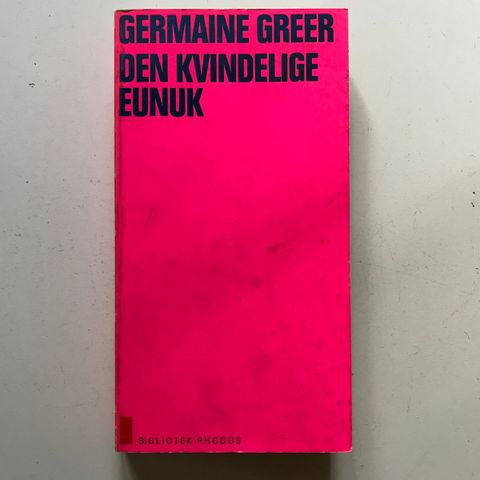 GERMAINE GREER
DEN KVINDELIGE
EUNUK
BIBLIOTEK RHODOS